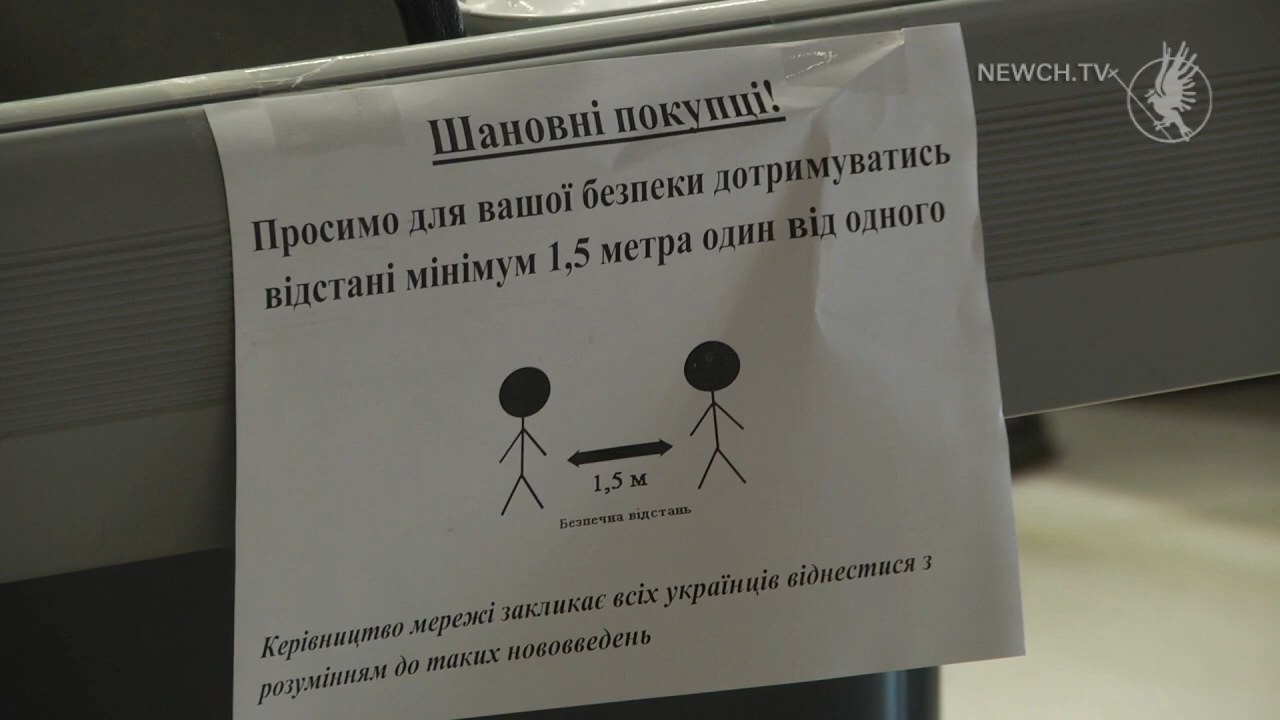 NEWCH.TV
Шановні покупці!
Просимо для вашої безпеки дотримуватись
відстані мінімум 1,5 метра один від одного
1,5 м
Безпечна відстань
Керівництво мережі закликає всіх українців віднестися з
розумінням до таких нововведень